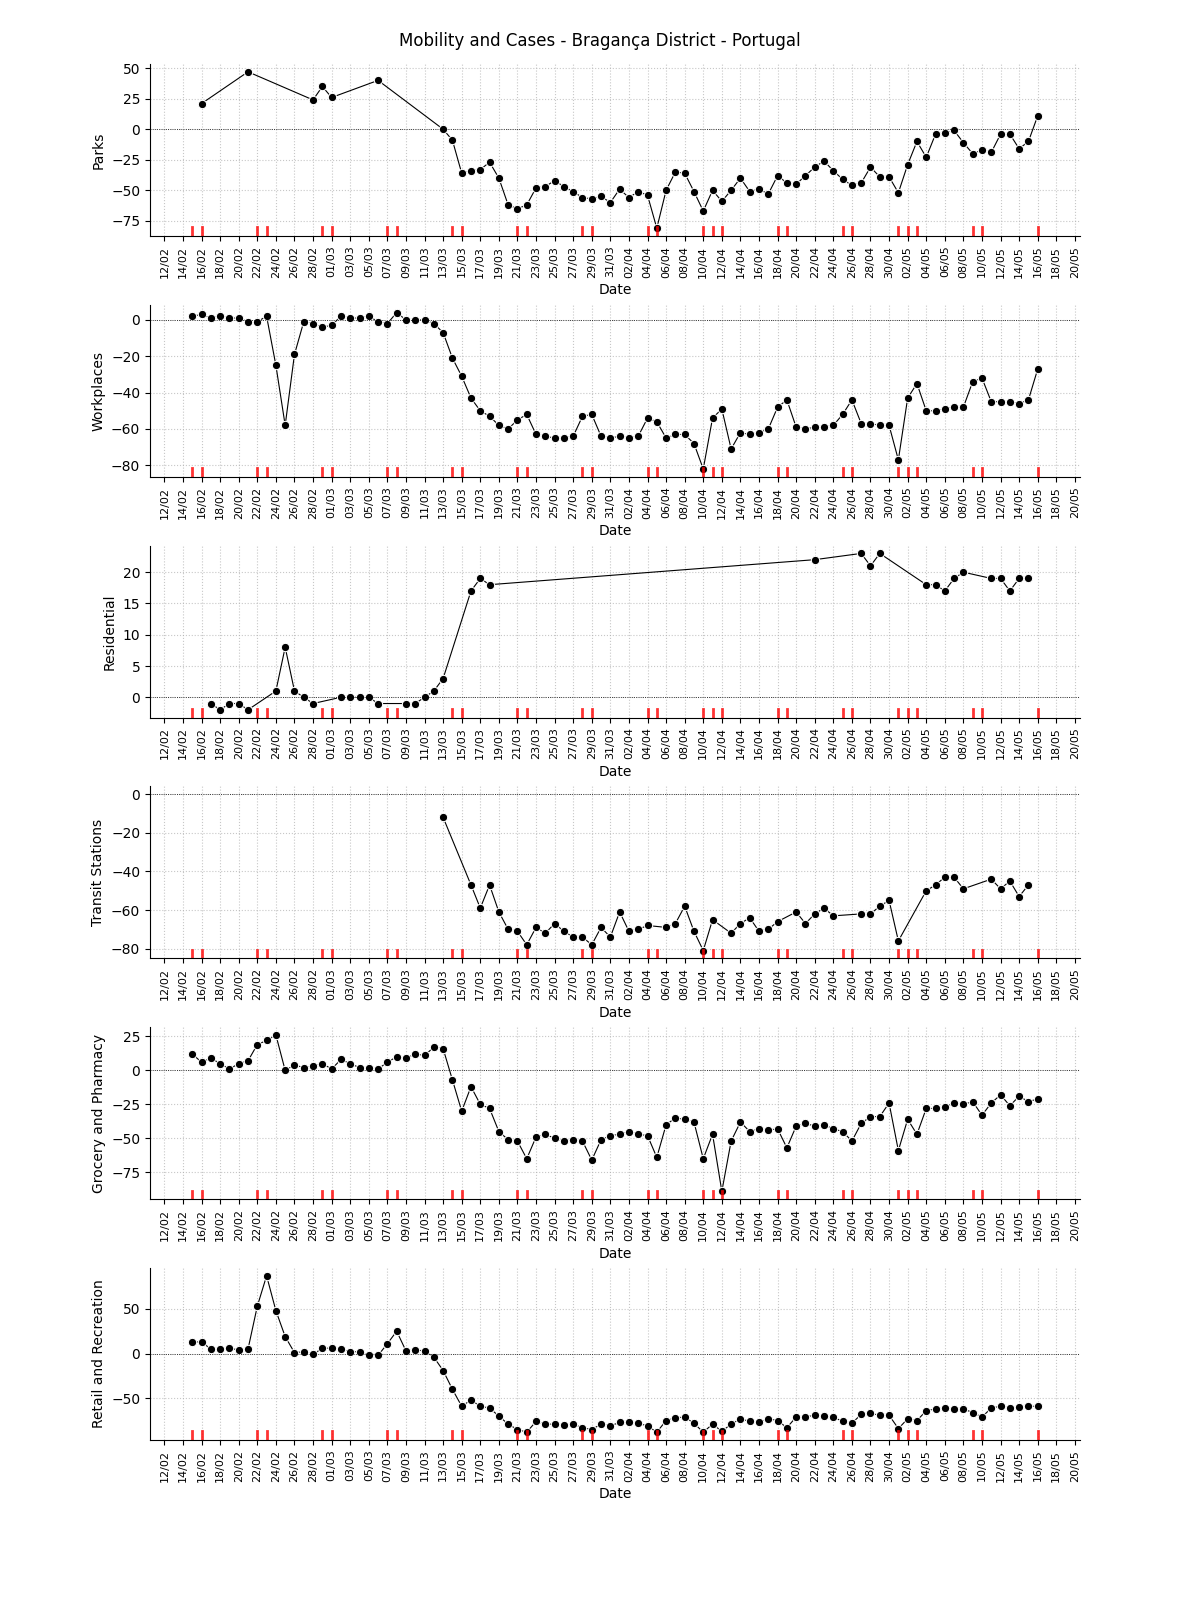 Mobility and Cases - Bragança District - Portugal
50
25
0
−25
−50
−75
Parks
12/02 14/02 16/02 18/02 20/02 22/02 24/02 26/02 28/02 01/03 03/03 05/03 07/03 09/03 11/03 13/03 15/03 17/03 19/03 21/03 23/03 25/03 27/03 29/03 31/03 02/04 04/04 06/04 08/04 10/04 12/04 14/04 16/04 18/04 20/04 22/04 24/04 26/04 28/04 30/04 02/05 04/05 06/05 08/05 10/05 12/05 14/05 16/05 18/05 20/05
Date
0
−20
−40
−60
−80
Workplaces
12/02 14/02 16/02 18/02 20/02 22/02 24/02 26/02 28/02 01/03 03/03 05/03 07/03 09/03 11/03 13/03 15/03 17/03 19/03 21/03 23/03 25/03 27/03 29/03 31/03 02/04 04/04 06/04 08/04 10/04 12/04 14/04 16/04 18/04 20/04 22/04 24/04 26/04 28/04 30/04 02/05 04/05 06/05 08/05 10/05 12/05 14/05 16/05 18/05 20/05
Date
20
15
10
5
0
Residential
12/02 14/02 16/02 18/02 20/02 22/02 24/02 26/02 28/02 01/03 03/03 05/03 07/03 09/03 11/03 13/03 15/03 17/03 19/03 21/03 23/03 25/03 27/03 29/03 31/03 02/04 04/04 06/04 08/04 10/04 12/04 14/04 16/04 18/04 20/04 22/04 24/04 26/04 28/04 30/04 02/05 04/05 06/05 08/05 10/05 12/05 14/05 16/05 18/05 20/05
Date
0
−20
−40
−60
−80
Transit Stations
12/02 14/02 16/02 18/02 20/02 22/02 24/02 26/02 28/02 01/03 03/03 05/03 07/03 09/03 11/03 13/03 15/03 17/03 19/03 21/03 23/03 25/03 27/03 29/03 31/03 02/04 04/04 06/04 08/04 10/04 12/04 14/04 16/04 18/04 20/04 22/04 24/04 26/04 28/04 30/04 02/05 04/05 06/05 08/05 10/05 12/05 14/05 16/05 18/05 20/05
Date
25
0
−25
−50
−75
Grocery and Pharmacy
12/02 14/02 16/02 18/02 20/02 22/02 24/02 26/02 28/02 01/03 03/03 05/03 07/03 09/03 11/03 13/03 15/03 17/03 19/03 21/03 23/03 25/03 27/03 29/03 31/03 02/04 04/04 06/04 08/04 10/04 12/04 14/04 16/04 18/04 20/04 22/04 24/04 26/04 28/04 30/04 02/05 04/05 06/05 08/05 10/05 12/05 14/05 16/05 18/05 20/05
Date
50
0
−50
Retail and Recreation
12/02 14/02 16/02 18/02 20/02 22/02 24/02 26/02 28/02 01/03 03/03 05/03 07/03 09/03 11/03 13/03 15/03 17/03 19/03 21/03 23/03 25/03 27/03 29/03 31/03 02/04 04/04 06/04 08/04 10/04 12/04 14/04 16/04 18/04 20/04 22/04 24/04 26/04 28/04 30/04 02/05 04/05 06/05 08/05 10/05 12/05 14/05 16/05 18/05 20/05
Date